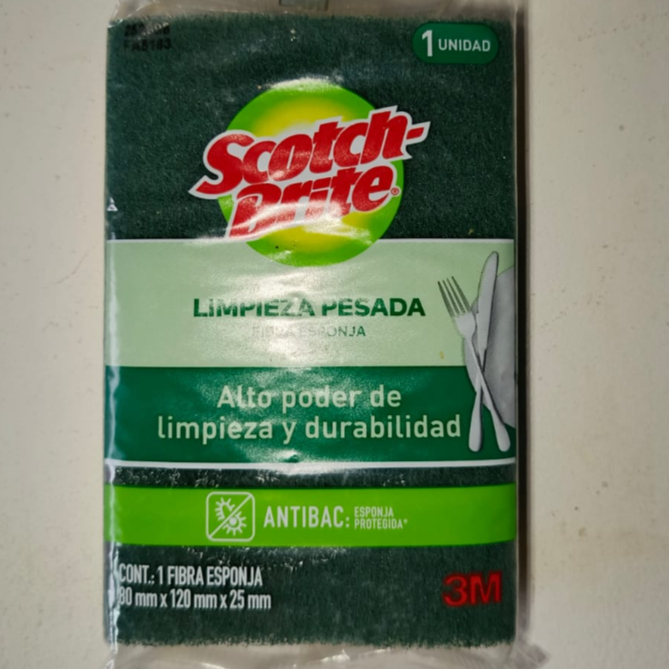 1 UNIDAD
Scotch-
Brite®
LIMPIEZA PESADA
FIBRA ESPONJA
Alto poder de
limpieza y durabilidad
ANTIBAC: ESPONJA
PROTEGIDA*
CONT.: 1 FIBRA ESPONJA
80 mm x 120 mm x 25 mm
3M